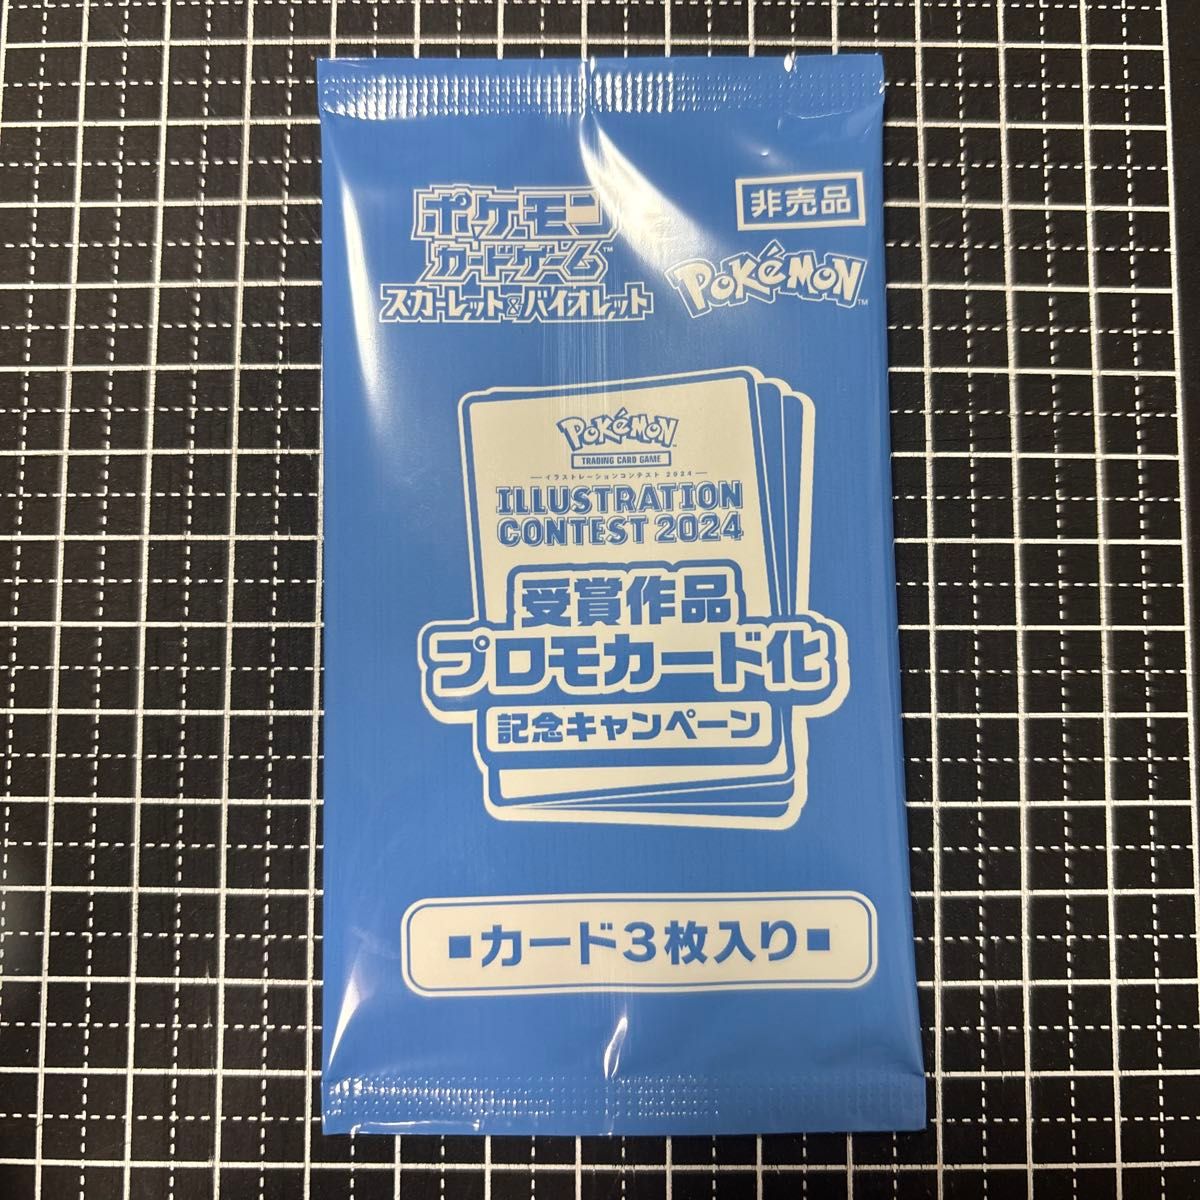 非売品
ポケモン
カードゲーム™
スカーレット&バイオレット
Pokémon™
Pokémon
TRADING CARD GAME
イラストレーションコンテスト 2024
ILLUSTRATION
CONTEST 2024
受賞作品
プロモカード化
記念キャンペーン
■カード3枚入り■